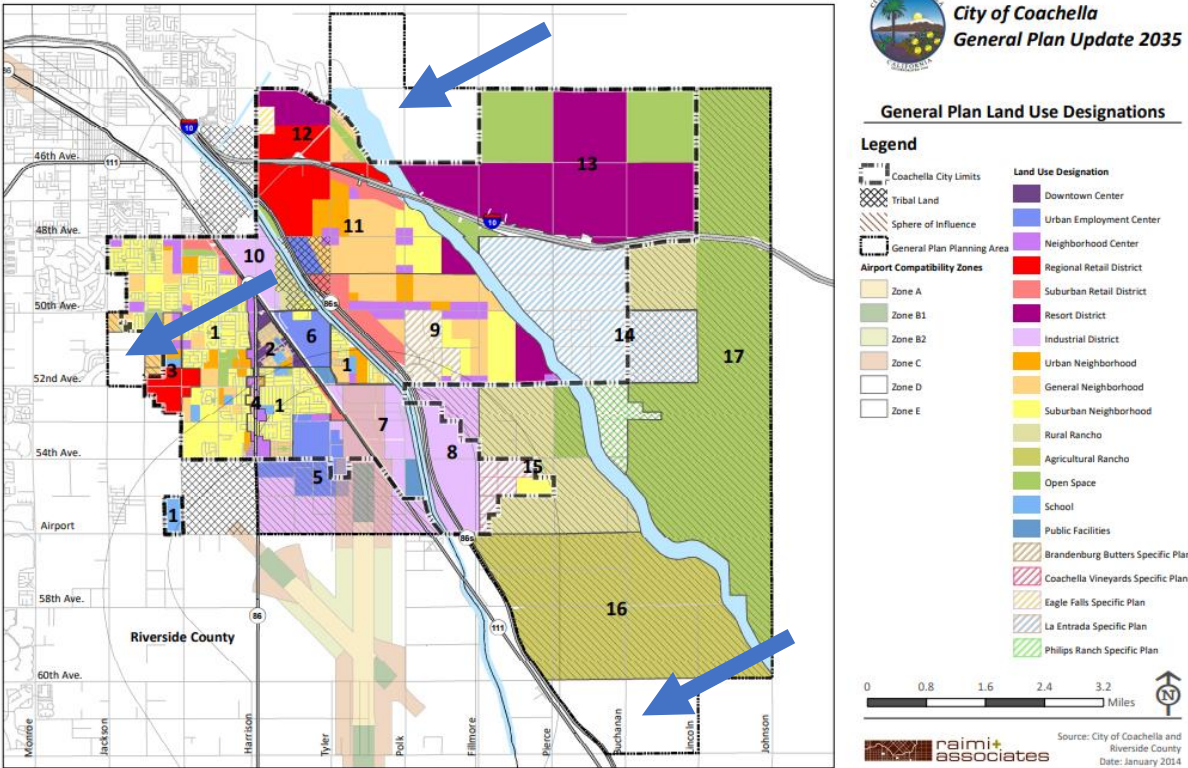 City of Coachella
General Plan Update 2035
CALIFORNIA
General Plan Land Use Designations
Legend
Coachella City Limits
Tribal Land
Sphere of Influence
General Plan Planning Area
Airport Compatibility Zones
Zone A
Zone B1
Zone B2
Zone C
Zone D
Zone E
Land Use Designation
Downtown Center
Urban Employment Center
Neighborhood Center
Regional Retail District
Suburban Retail District
Resort District
Industrial District
Urban Neighborhood
General Neighborhood
Suburban Neighborhood
Rural Rancho
Agricultural Rancho
Open Space
School
Public Facilities
Brandenburg Butters Specific Plan
Coachella Vineyards Specific Plan
Eagle Falls Specific Plan
La Entrada Specific Plan
Philips Ranch Specific Plan
0 0.8 1.6 2.4 3.2
Miles
N
raimi+
associates
Source: City of Coachella and
Riverside County
Date: January 2014
86
10
12
46th Ave.
111
13
11
10
48th Ave.
10
50th Ave.
86s
1
2
6
9
14
17
3
1
52nd Ave.
4
1
7
8
54th Ave.
15
5
1
Airport
86s
58th Ave.
86
111
16
Riverside County
60th Ave.
Monroe
Jackson
Harrison
Tyler
Polk
Fillmore
Pierce
Buchanan
Lincoln
Johnson